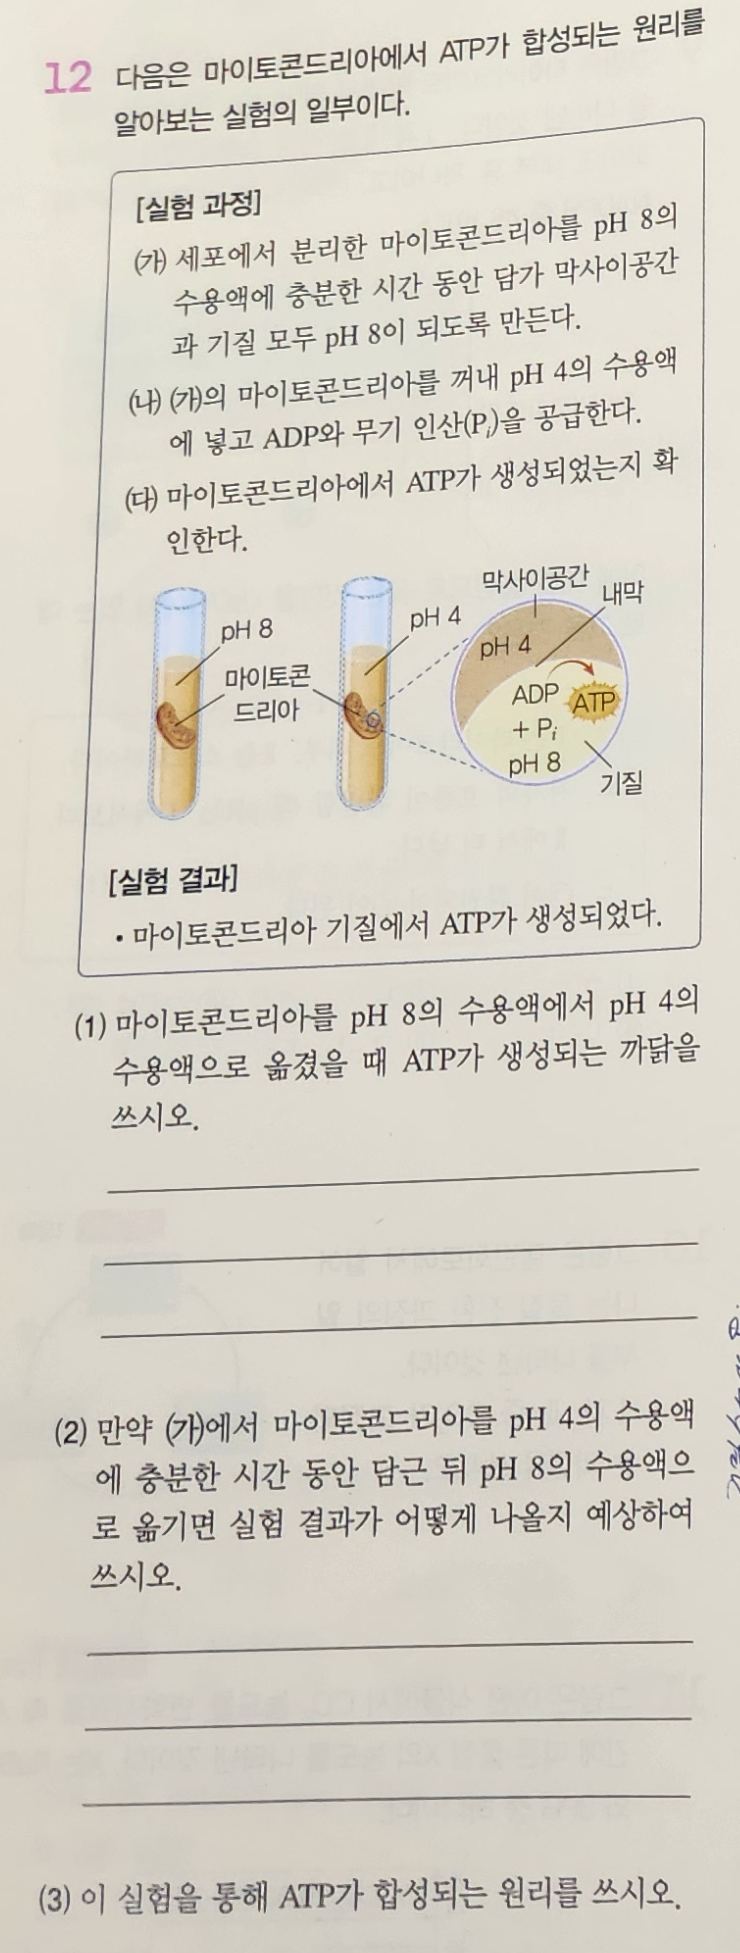 12 다음은 마이토콘드리아에서 ATP가 합성되는 원리를
알아보는 실험의 일부이다.
[실험 과정]
㈎ 세포에서 분리한 마이토콘드리아를 pH 8의
수용액에 충분한 시간 동안 담가 막사이공간
과 기질 모두 pH 8이 되도록 만든다.
㈏ ㈎의 마이토콘드리아를 꺼내 pH 4의 수용액
에 넣고 ADP와 무기 인산(Pi)을 공급한다.
㈐ 마이토콘드리아에서 ATP가 생성되었는지 확
인한다.
pH 8
마이토콘
드리아
pH 4
막사이공간
내막
pH 4
ADP
+ Pi
ATP
pH 8
기질
[실험 결과]
• 마이토콘드리아 기질에서 ATP가 생성되었다.
(1) 마이토콘드리아를 pH 8의 수용액에서 pH 4의
수용액으로 옮겼을 때 ATP가 생성되는 까닭을
쓰시오.
(2) 만약 ㈎에서 마이토콘드리아를 pH 4의 수용액
에 충분한 시간 동안 담근 뒤 pH 8의 수용액으
로 옮기면 실험 결과가 어떻게 나올지 예상하여
쓰시오.
(3) 이 실험을 통해 ATP가 합성되는 원리를 쓰시오.